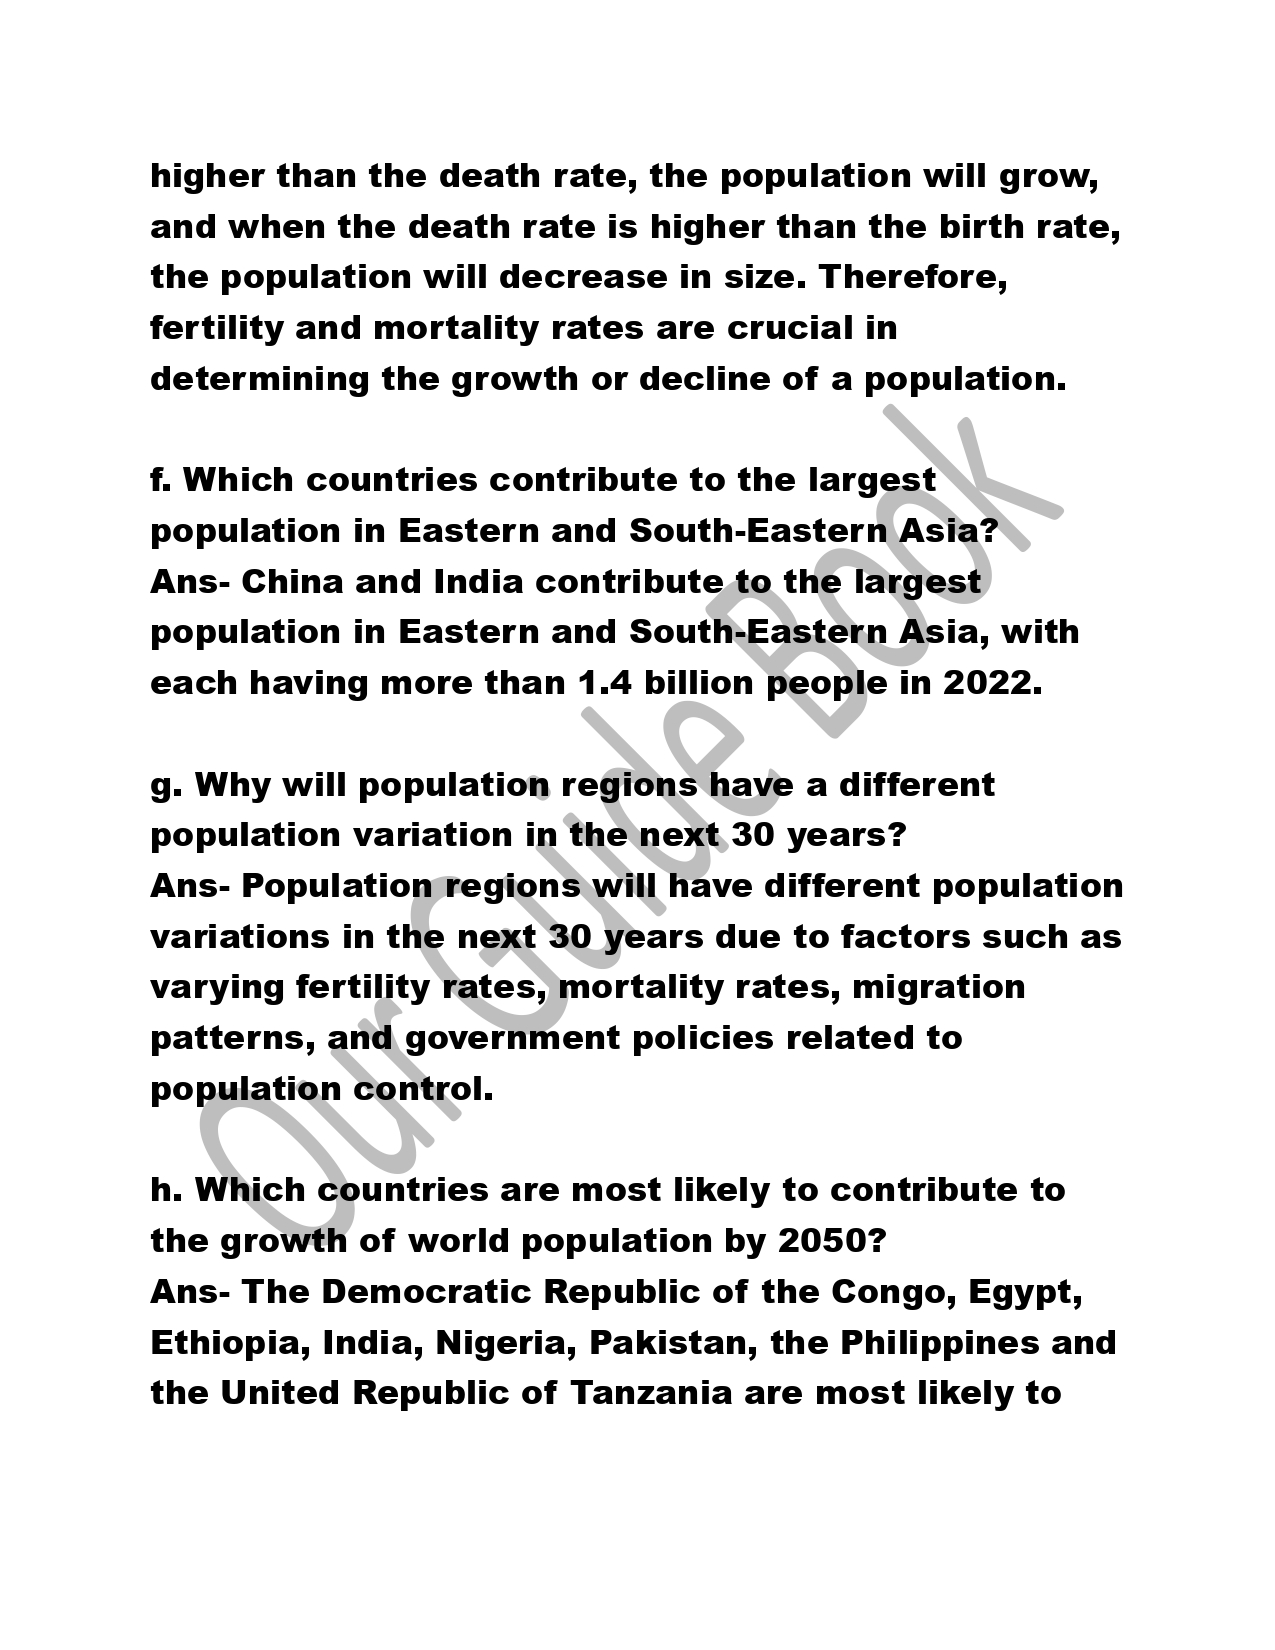 higher than the death rate, the population will grow,
and when the death rate is higher than the birth rate,
the population will decrease in size. Therefore,
fertility and mortality rates are crucial in
determining the growth or decline of a population.
f. Which countries contribute to the largest
population in Eastern and South-Eastern Asia?
Ans- China and India contribute to the largest
population in Eastern and South-Eastern Asia, with
each having more than 1.4 billion people in 2022.
g. Why will population regions have a different
population variation in the next 30 years?
Ans- Population regions will have different population
variations in the next 30 years due to factors such as
varying fertility rates, mortality rates, migration
patterns, and government policies related to
population control.
h. Which countries are most likely to contribute to
the growth of world population by 2050?
Ans- The Democratic Republic of the Congo, Egypt,
Ethiopia, India, Nigeria, Pakistan, the Philippines and
the United Republic of Tanzania are most likely to
Our Guide Book